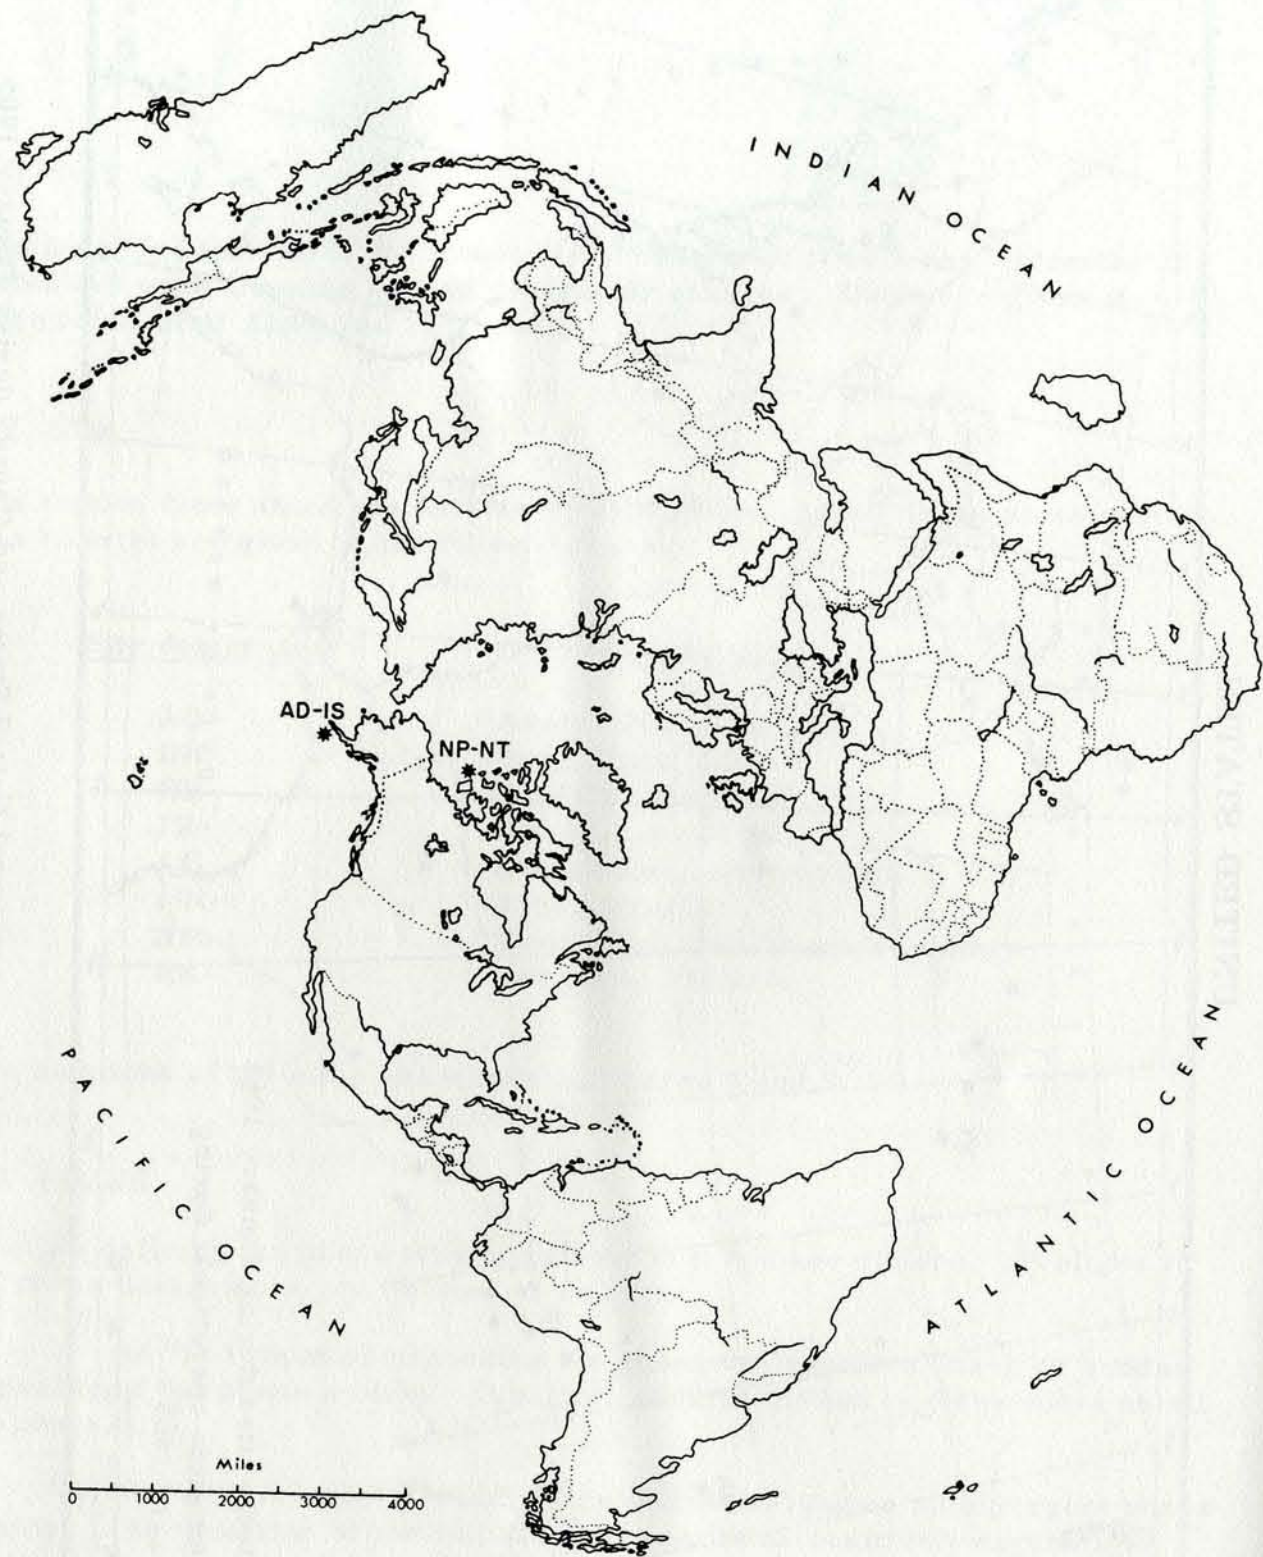 INDIAN OCEAN
AD-IS
NP-NT
PACIFIC OCEAN
ATLANTIC OCEAN
Miles
0 1000 2000 3000 4000